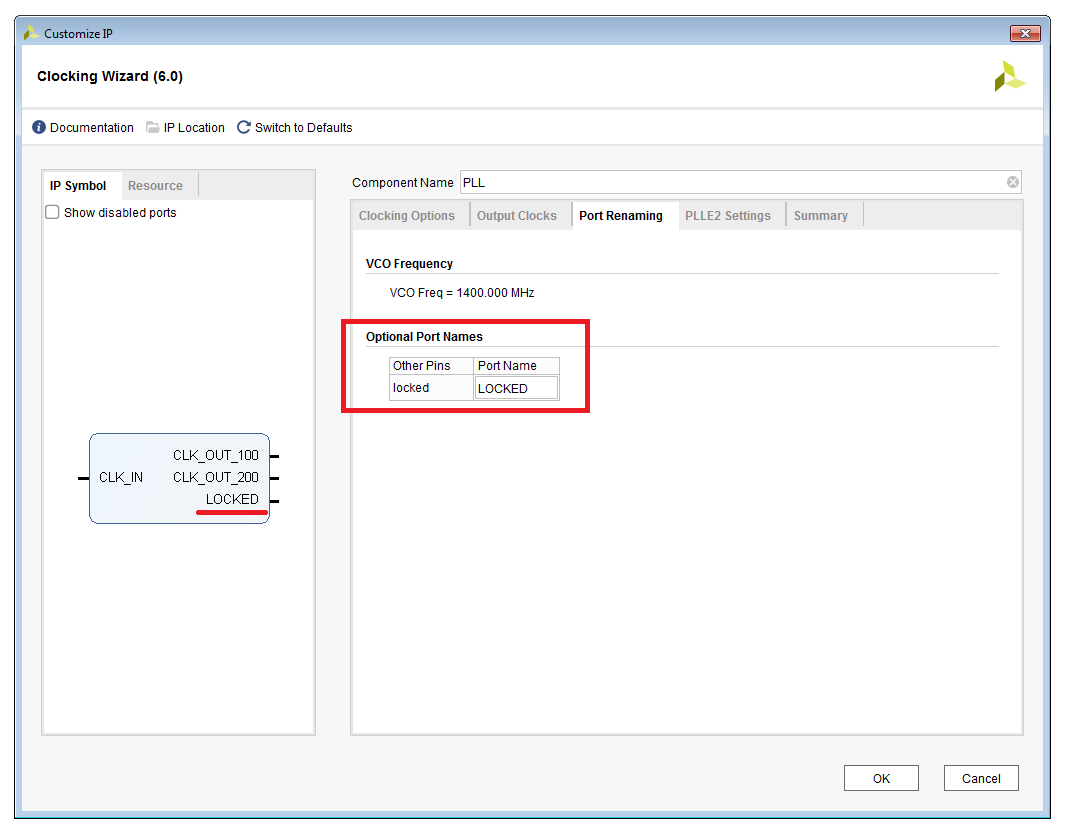 Customize IP
Clocking Wizard (6.0)
Documentation IP Location Switch to Defaults
IP Symbol Resource
Show disabled ports
CLK_IN
CLK_OUT_100
CLK_OUT_200
LOCKED
Component Name PLL
Clocking Options Output Clocks Port Renaming PLLE2 Settings Summary
VCO Frequency
VCO Freq = 1400.000 MHz
Optional Port Names
Other Pins Port Name
locked LOCKED
OK Cancel